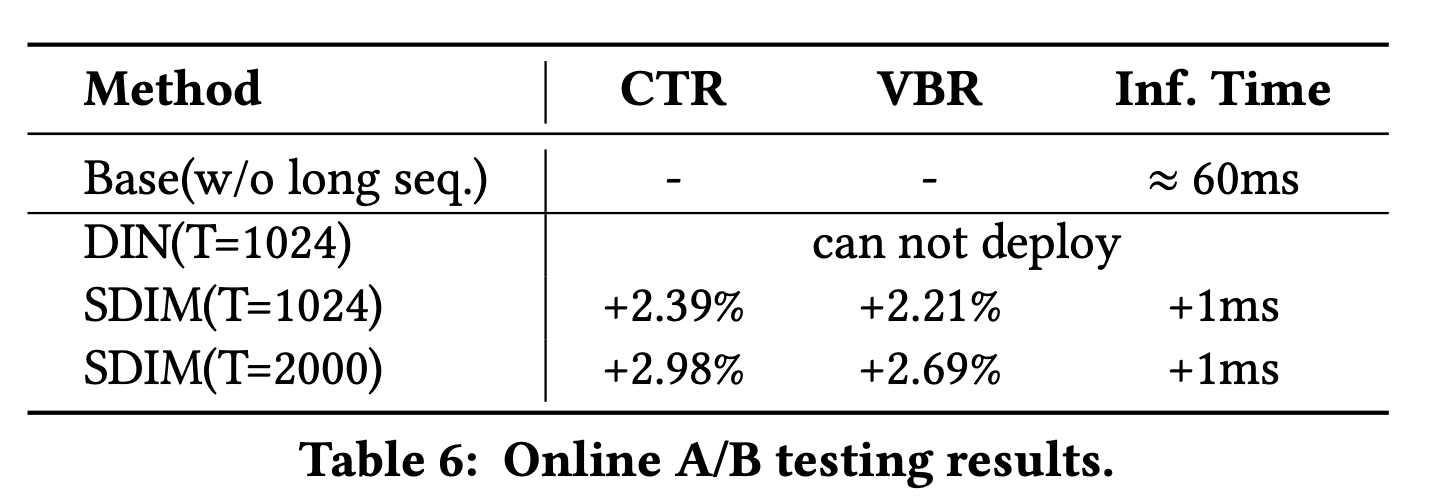 Method CTR VBR Inf. Time
Base(w/o long seq.) - - ≈ 60ms
DIN(T=1024) can not deploy
SDIM(T=1024) +2.39% +2.21% +1ms
SDIM(T=2000) +2.98% +2.69% +1ms
Table 6: Online A/B testing results.